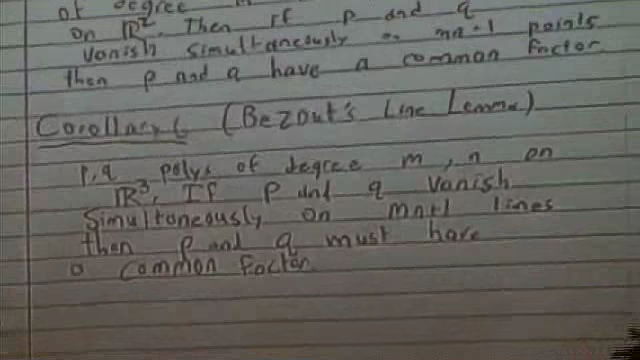 of degree
on ℝ². Then if p and q
vanish simultaneously on mn+1 points
then p and q have a common factor
Corollary (Bezout's Line Lemma)
p,q polys of degree m, n on
ℝ³. If p and q vanish
simultaneously on mn+1 lines
then p and q must have
a common factor.